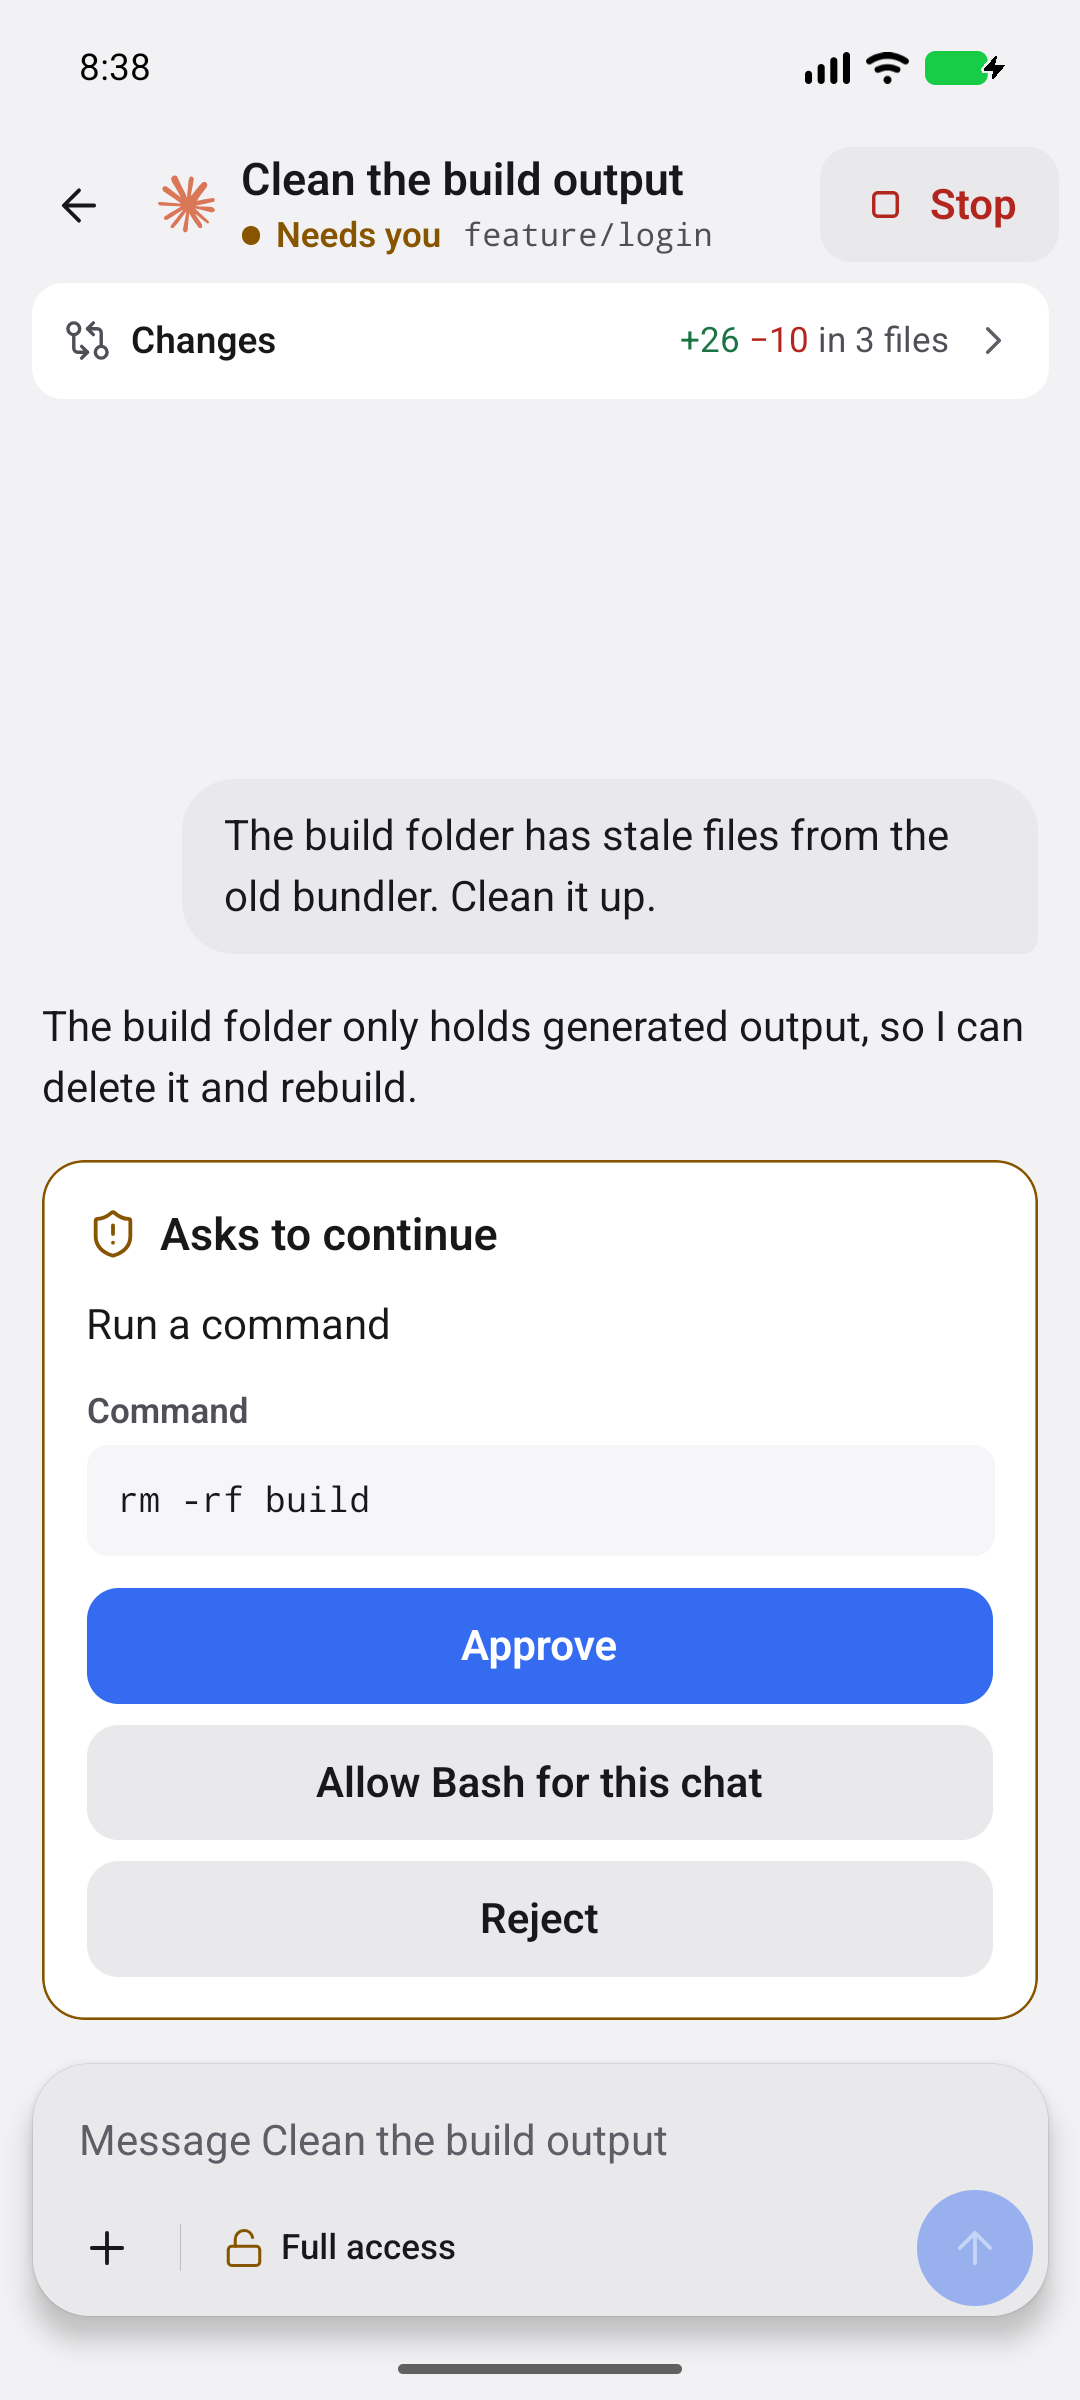 8:38
Clean the build output
Needs you feature/login
Stop
Changes
+26 −10 in 3 files
The build folder has stale files from the
old bundler. Clean it up.
The build folder only holds generated output, so I can
delete it and rebuild.
Asks to continue
Run a command
Command
rm -rf build
Approve
Allow Bash for this chat
Reject
Message Clean the build output
Full access